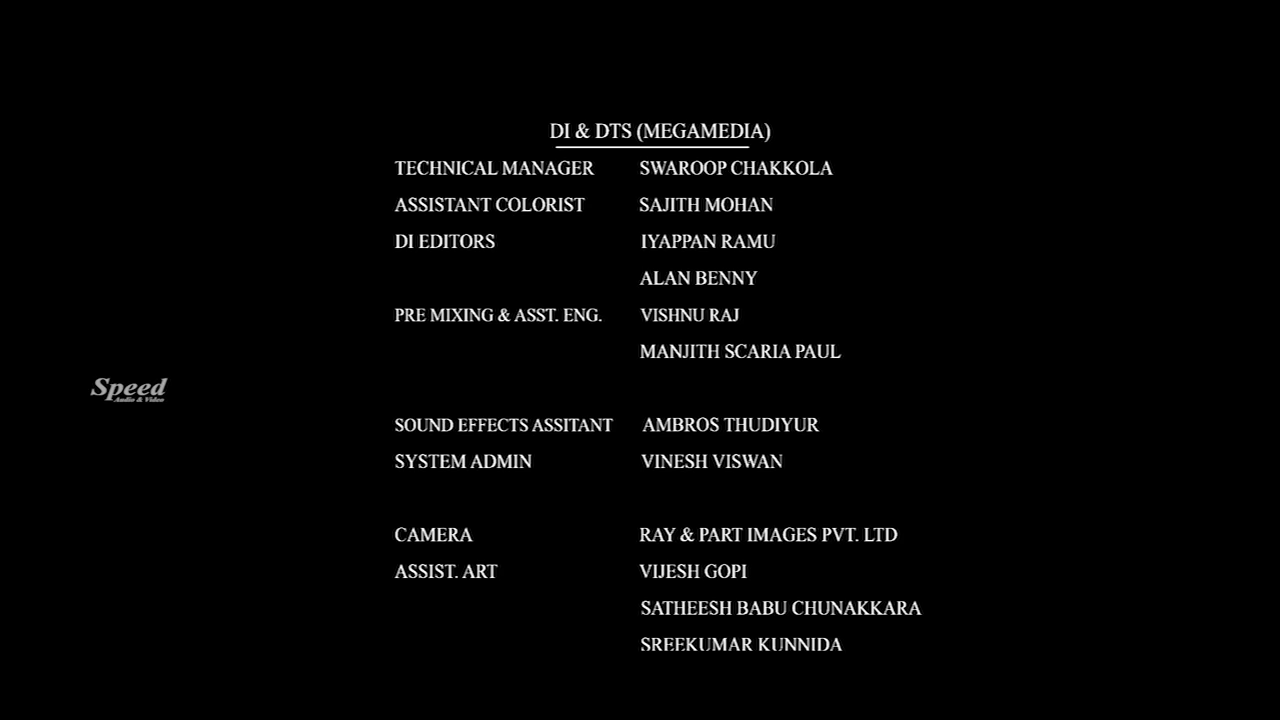 DI & DTS (MEGAMEDIA)
TECHNICAL MANAGER SWAROOP CHAKKOLA
ASSISTANT COLORIST SAJITH MOHAN
DI EDITORS IYAPPAN RAMU
ALAN BENNY
PRE MIXING & ASST. ENG. VISHNU RAJ
MANJITH SCARIA PAUL
Speed
Audio & Video
SOUND EFFECTS ASSITANT AMBROS THUDIYUR
SYSTEM ADMIN VINESH VISWAN
CAMERA RAY & PART IMAGES PVT. LTD
ASSIST. ART VIJESH GOPI
SATHEESH BABU CHUNAKKARA
SREEKUMAR KUNNIDA